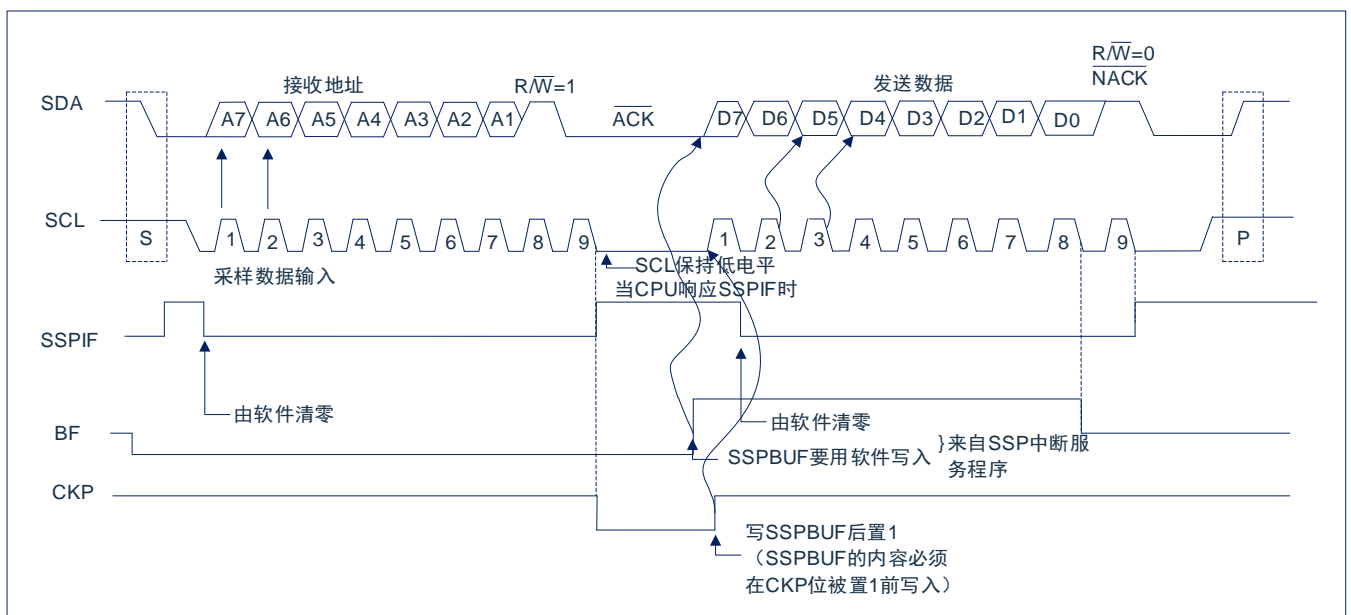 R/W=0
NACK
接收地址
R/W=1
发送数据
SDA
A7 A6 A5 A4 A3 A2 A1
ACK
D7 D6 D5 D4 D3 D2 D1 D0
SCL
S
1 2 3 4 5 6 7 8 9
1 2 3 4 5 6 7 8 9
P
采样数据输入
SCL保持低电平
当CPU响应SSPIF时
SSPIF
由软件清零
由软件清零
BF
SSPBUF要用软件写入
}来自SSP中断服
务程序
CKP
写SSPBUF后置1
（SSPBUF的内容必须
在CKP位被置1前写入）